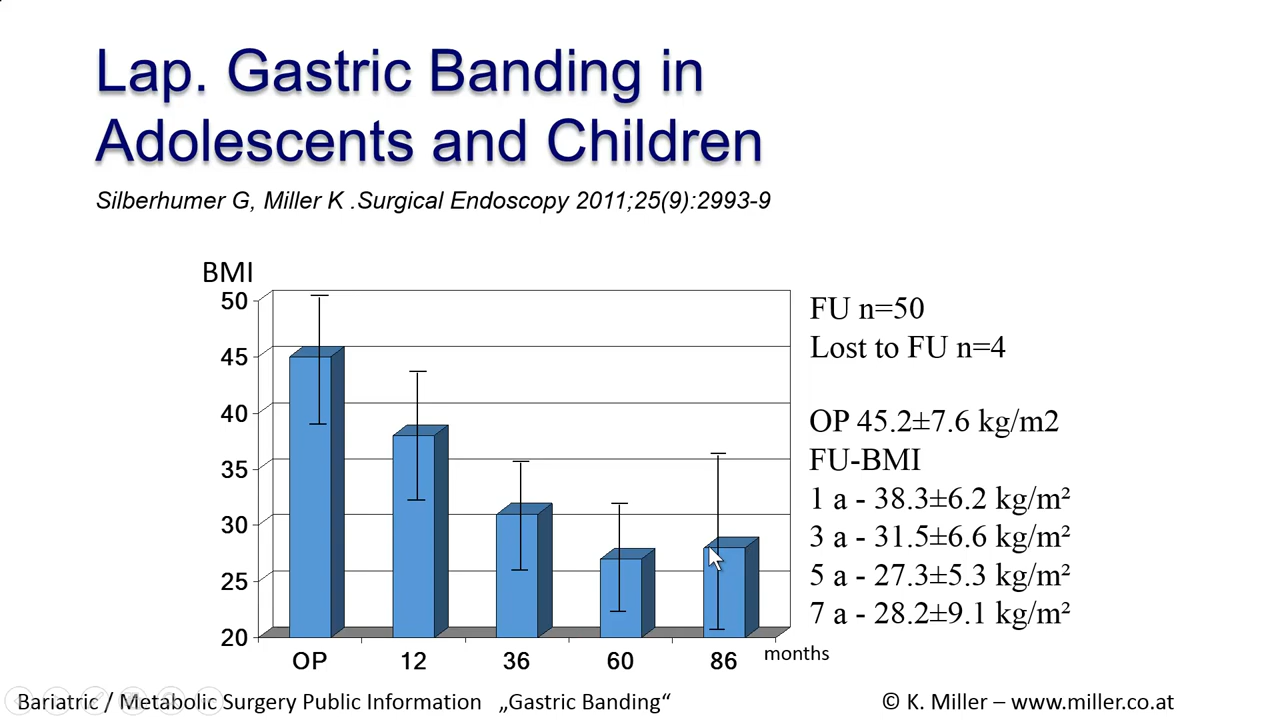 Lap. Gastric Banding in
Adolescents and Children
Silberhumer G, Miller K .Surgical Endoscopy 2011;25(9):2993-9
BMI
50
45
40
35
30
25
20
OP 12 36 60 86 months
FU n=50
Lost to FU n=4
OP 45.2±7.6 kg/m2
FU-BMI
1 a - 38.3±6.2 kg/m²
3 a - 31.5±6.6 kg/m²
5 a - 27.3±5.3 kg/m²
7 a - 28.2±9.1 kg/m²
Bariatric / Metabolic Surgery Public Information „Gastric Banding“ © K. Miller – www.miller.co.at